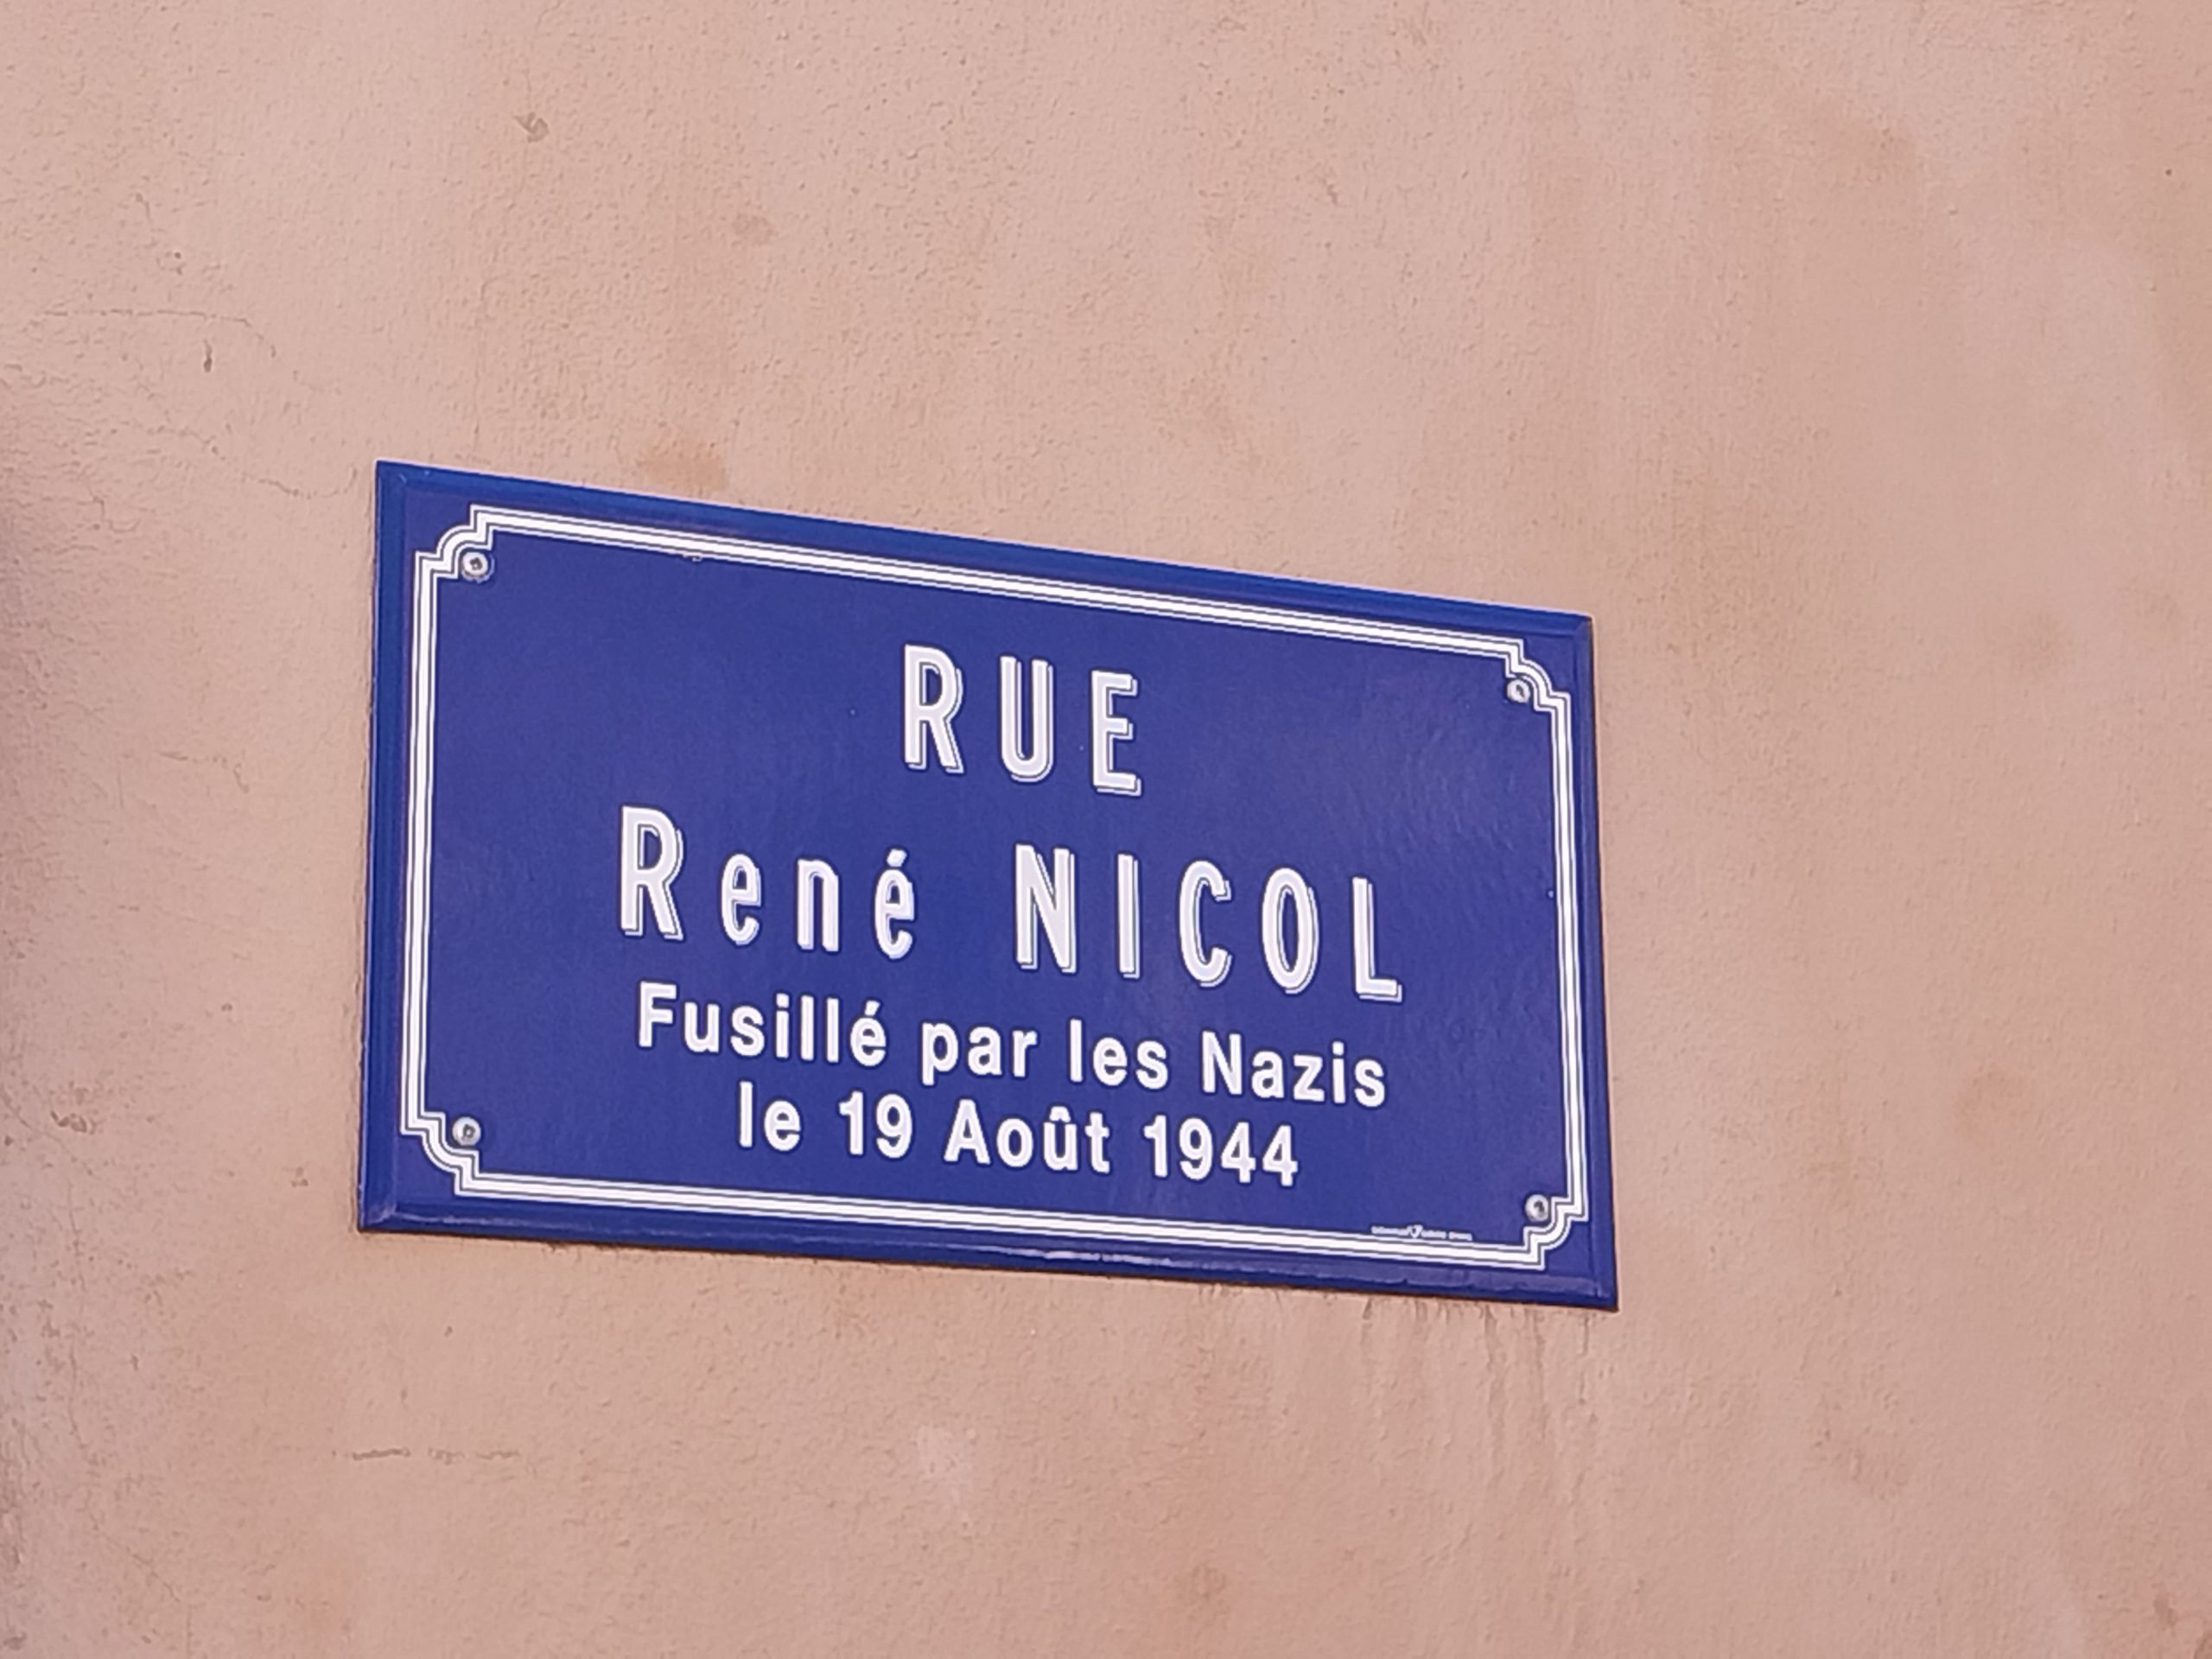 RUE
René NICOL
Fusillé par les Nazis
le 19 Août 1944